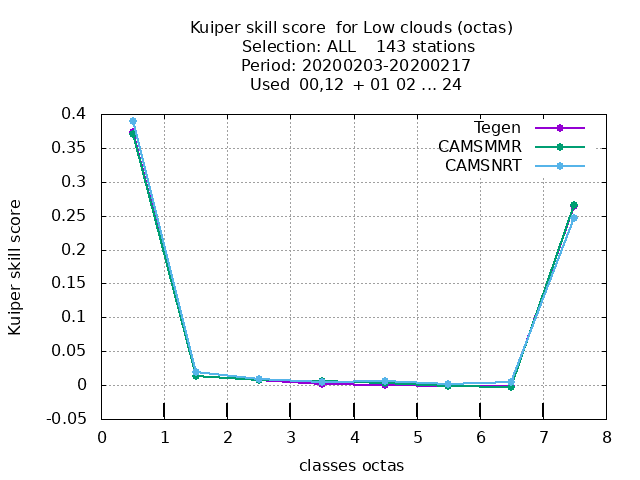 Kuiper skill score  for Low clouds (octas)
Selection: ALL    143 stations
Period: 20200203-20200217
Used  00,12  + 01 02 ... 24
0.4
0.35
0.3
0.25
0.2
0.15
0.1
0.05
0
-0.05
Kuiper skill score
Tegen
CAMSMMR
CAMSNRT
0 1 2 3 4 5 6 7 8
classes octas